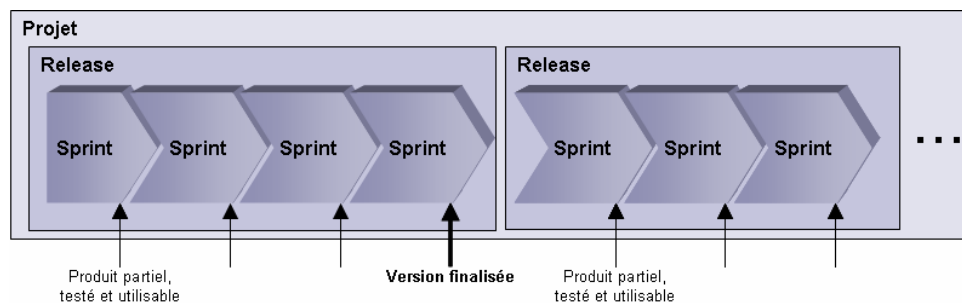 Projet
Release
Sprint
Sprint
Sprint
Sprint
Release
Sprint
Sprint
Sprint
...
Produit partiel,
testé et utilisable
Version finalisée
Produit partiel,
testé et utilisable